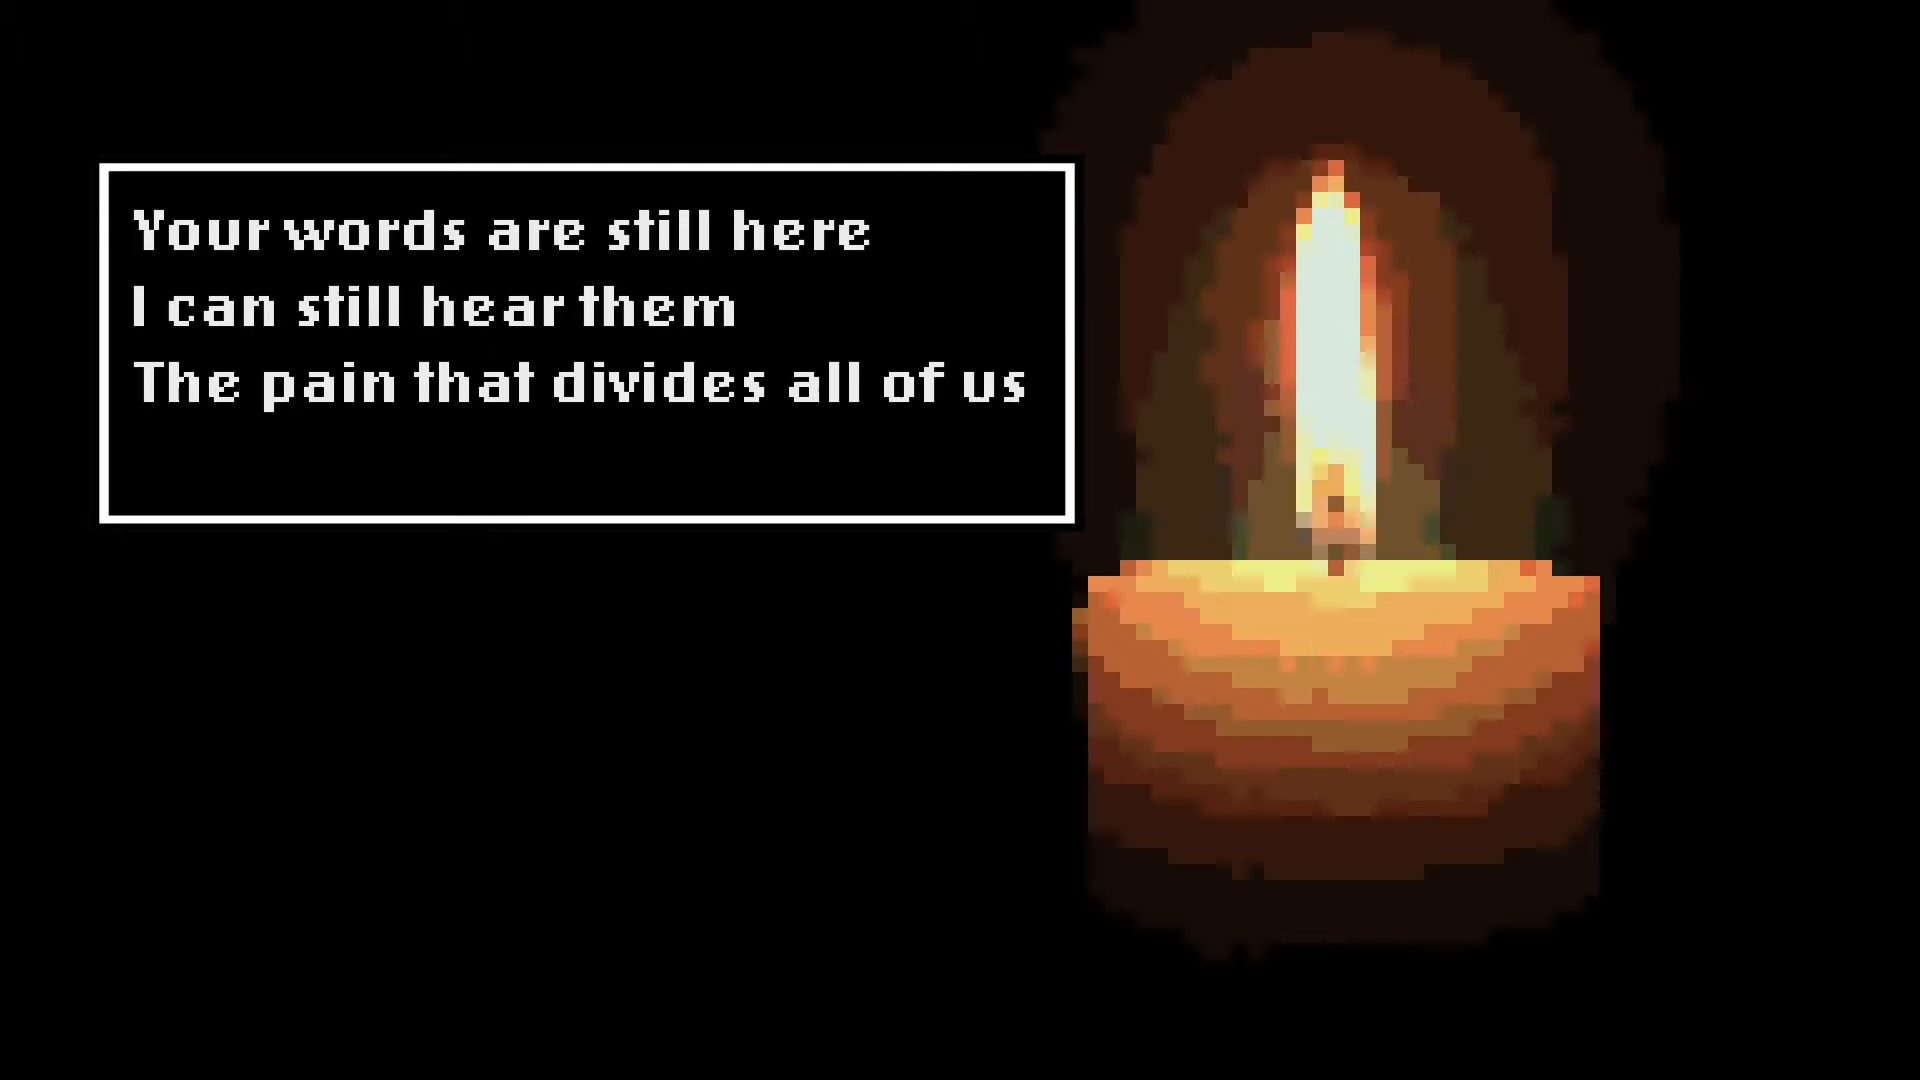 Your words are still here
I can still hear them
The pain that divides all of us